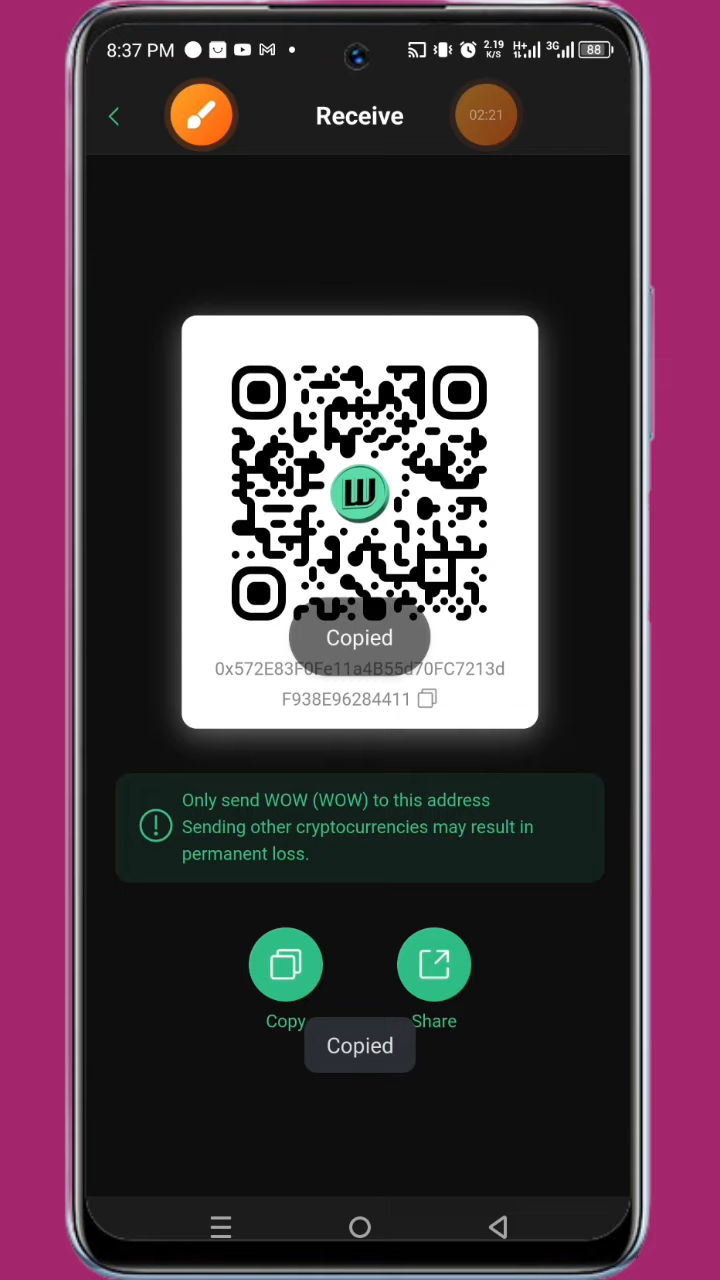 8:37 PM
2.19 K/S H+ 3G 88
Receive
02:21
Copied
0x572E83F0Fe11a4B55d70FC7213d
F938E96284411
Only send WOW (WOW) to this address
Sending other cryptocurrencies may result in
permanent loss.
Copy Share
Copied